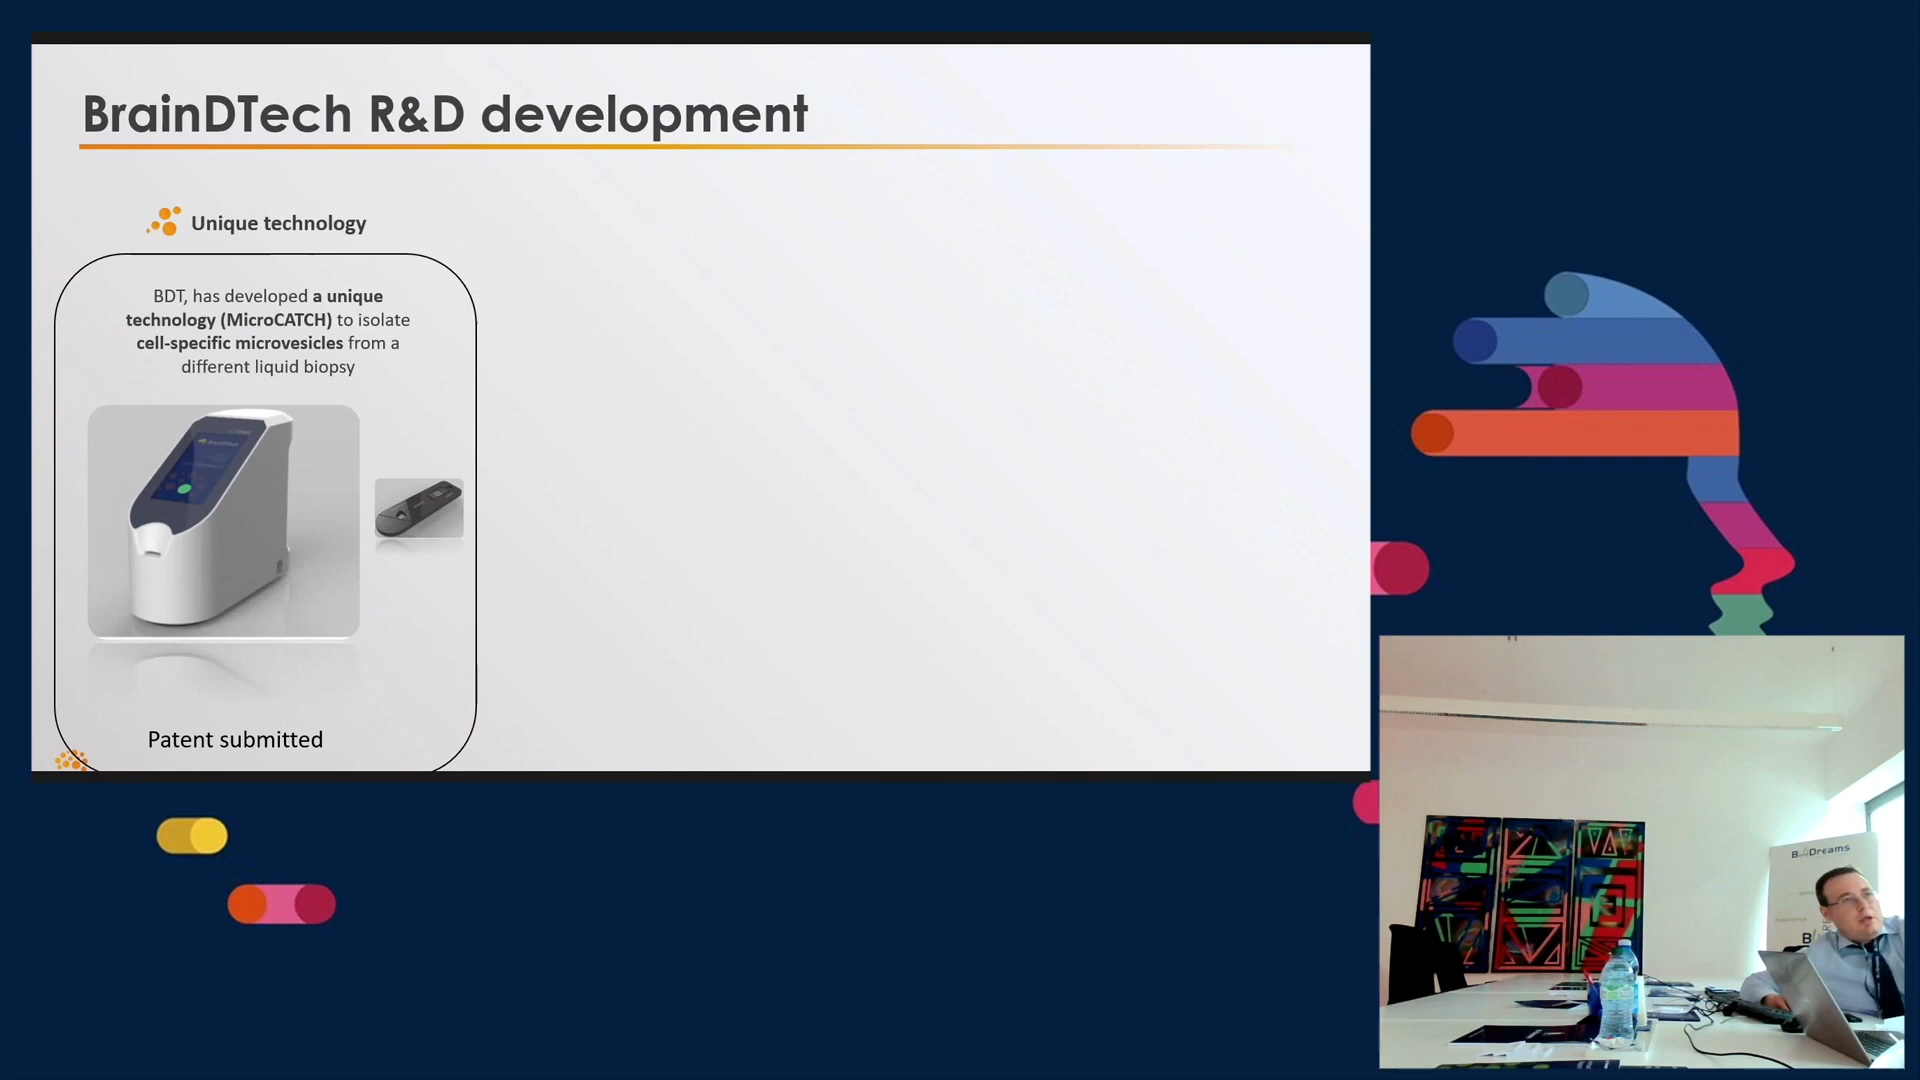 BrainDTech R&D development
Unique technology
BDT, has developed a unique
technology (MicroCATCH) to isolate
cell-specific microvesicles from a
different liquid biopsy
Patent submitted